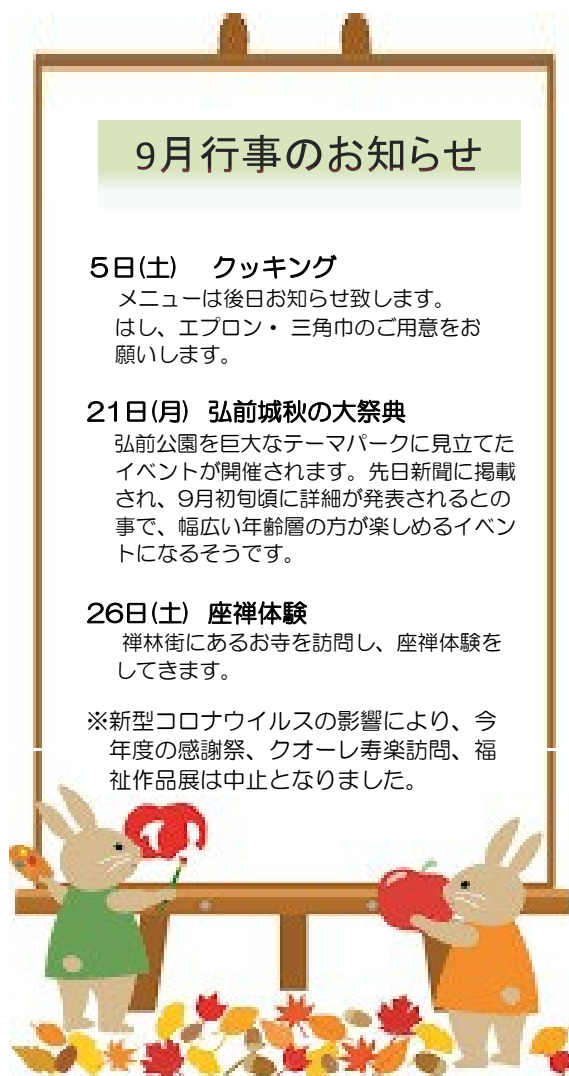 9月行事のお知らせ
5日(土)　クッキング
メニューは後日お知らせ致します。
はし、エプロン・ 三角巾のご用意をお
願いします。
21日(月) 弘前城秋の大祭典
弘前公園を巨大なテーマパークに見立てた
イベントが開催されます。先日新聞に掲載
され、9月初旬頃に詳細が発表されるとの
事で、幅広い年齢層の方が楽しめるイベン
トになるそうです。
26日(土) 座禅体験
禅林街にあるお寺を訪問し、座禅体験を
してきます。
※新型コロナウイルスの影響により、今
年度の感謝祭、クオーレ寿楽訪問、福
祉作品展は中止となりました。